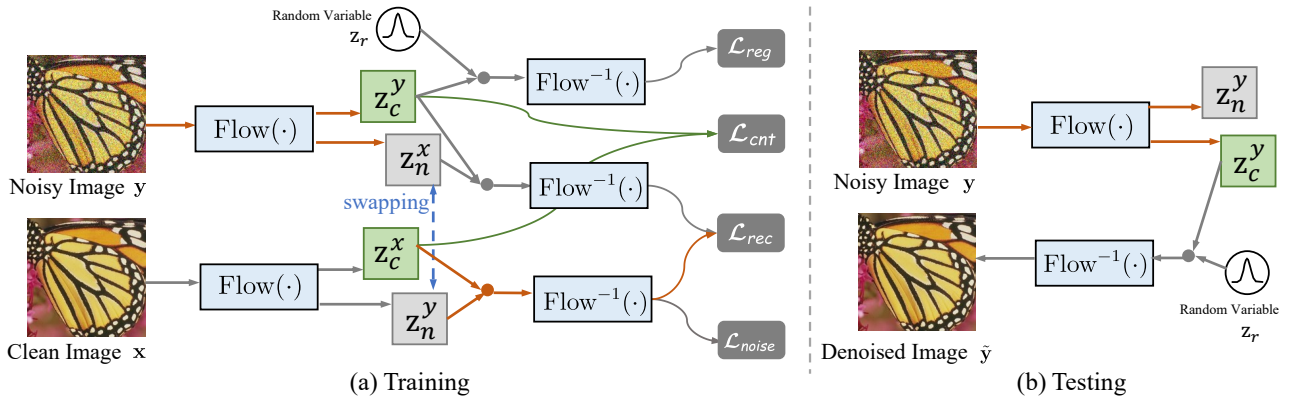 Random Variable
z_r
Flow(·)
z_c^y
z_n^x
Flow⁻¹(·)
ℒ_reg
ℒ_cnt
Noisy Image y
swapping
Flow⁻¹(·)
ℒ_rec
Flow(·)
z_c^x
z_n^y
Flow⁻¹(·)
ℒ_noise
Clean Image x
(a) Training
Noisy Image y
Flow(·)
z_n^y
z_c^y
Flow⁻¹(·)
Random Variable
z_r
Denoised Image ỹ
(b) Testing